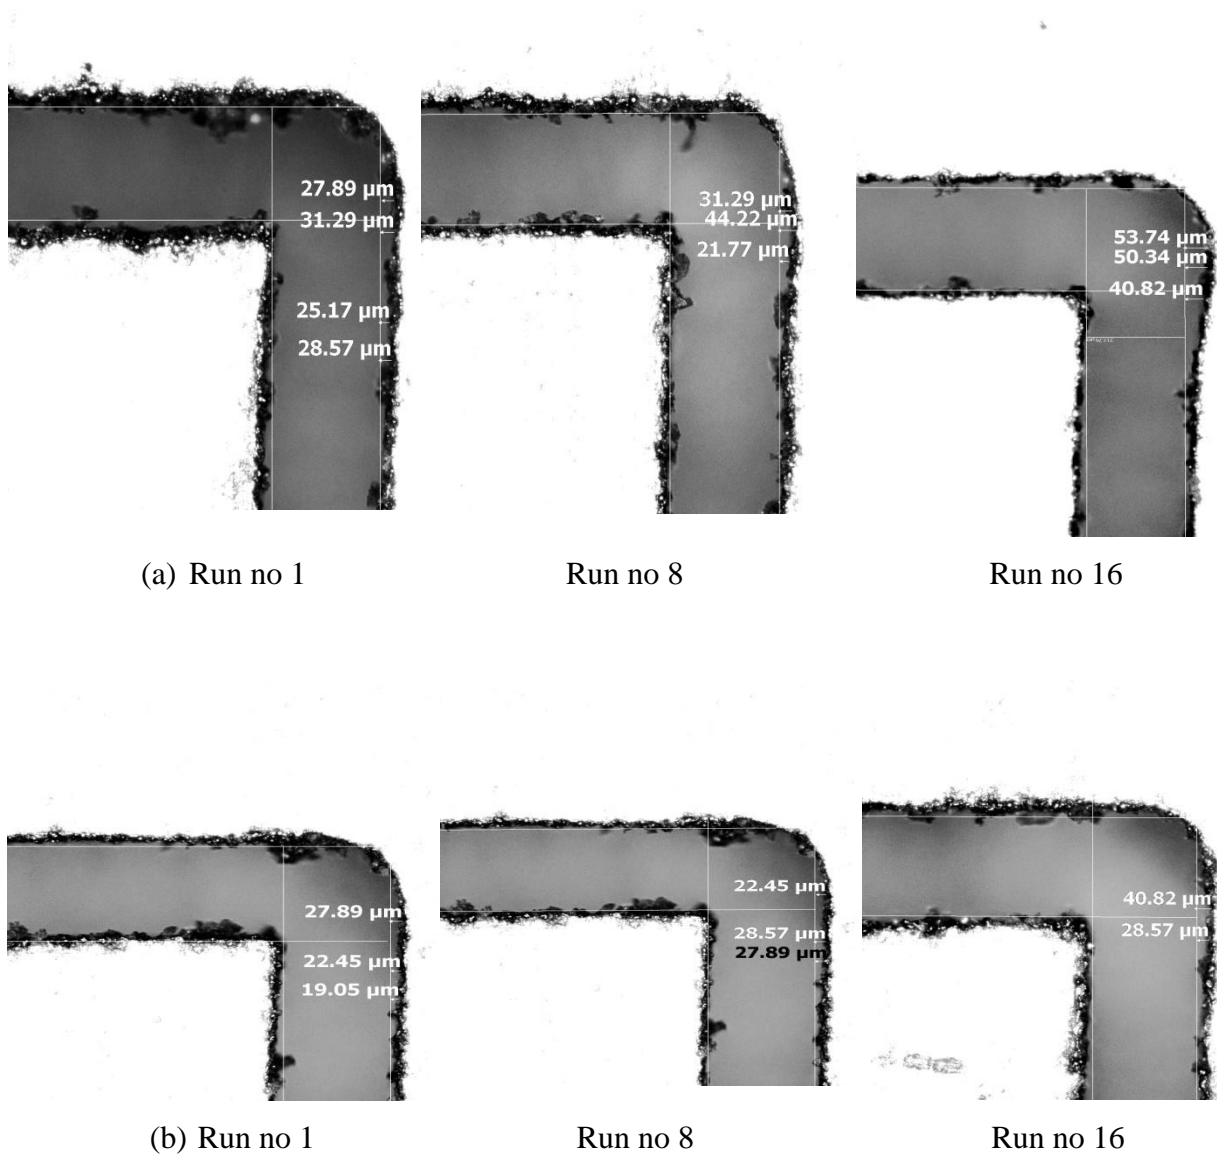 27.89 µm
31.29 µm
25.17 µm
28.57 µm
31.29 µm
44.22 µm
21.77 µm
53.74 µm
50.34 µm
40.82 µm
(a) Run no 1
Run no 8
Run no 16
27.89 µm
22.45 µm
19.05 µm
22.45 µm
28.57 µm
27.89 µm
40.82 µm
28.57 µm
(b) Run no 1
Run no 8
Run no 16